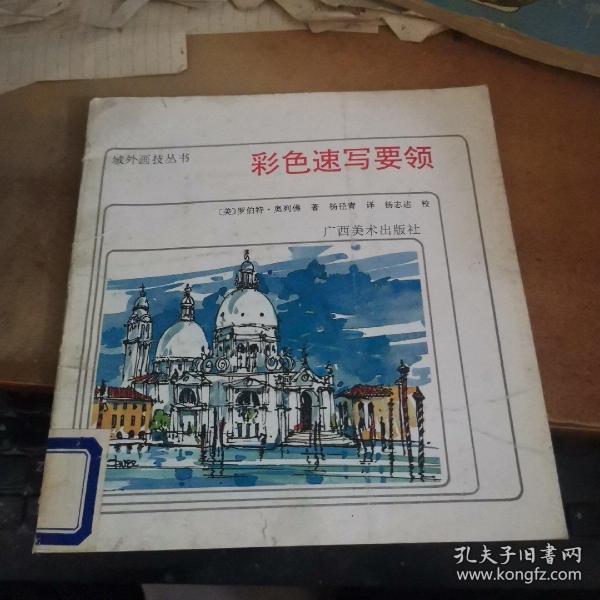 域外画技丛书
彩色速写要领
〔美〕罗伯特·奥列佛 著 杨径青 译 杨志达 校
广西美术出版社
孔夫子旧书网
www.kongfz.com